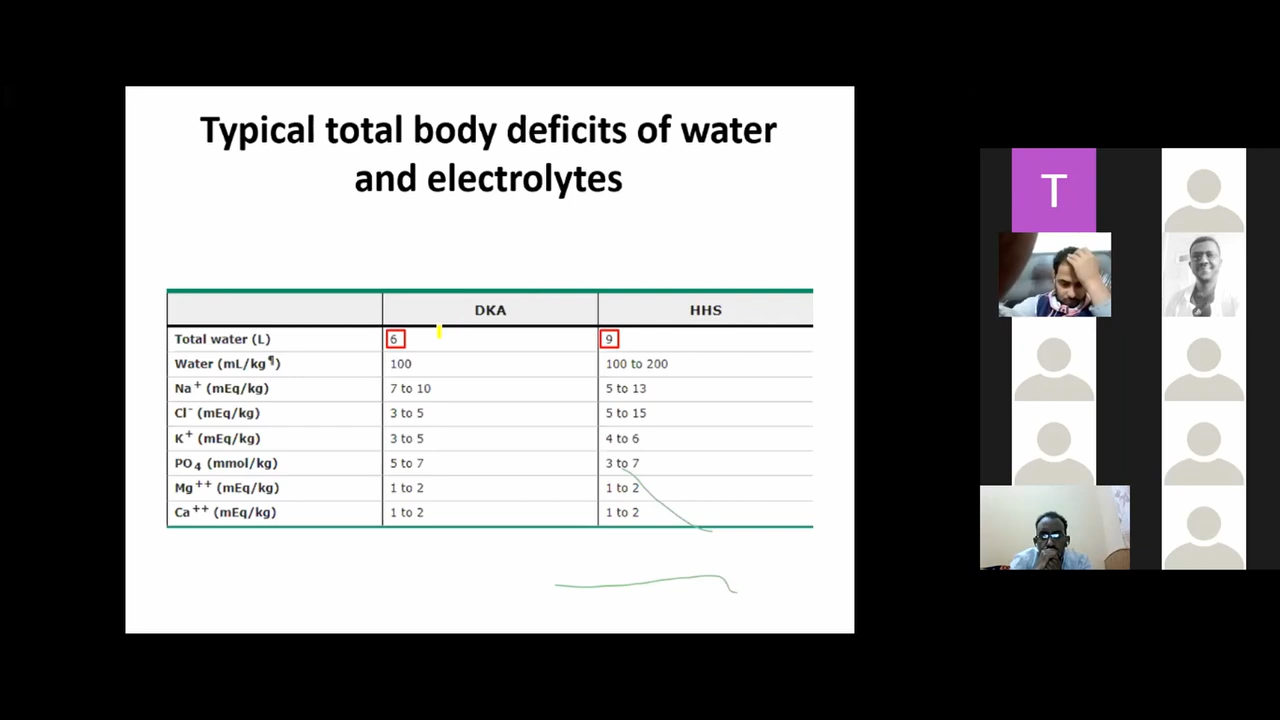 Typical total body deficits of water
and electrolytes
DKA HHS
Total water (L) 6 9
Water (mL/kg¶) 100 100 to 200
Na+ (mEq/kg) 7 to 10 5 to 13
Cl- (mEq/kg) 3 to 5 5 to 15
K+ (mEq/kg) 3 to 5 4 to 6
PO4 (mmol/kg) 5 to 7 3 to 7
Mg++ (mEq/kg) 1 to 2 1 to 2
Ca++ (mEq/kg) 1 to 2 1 to 2
T